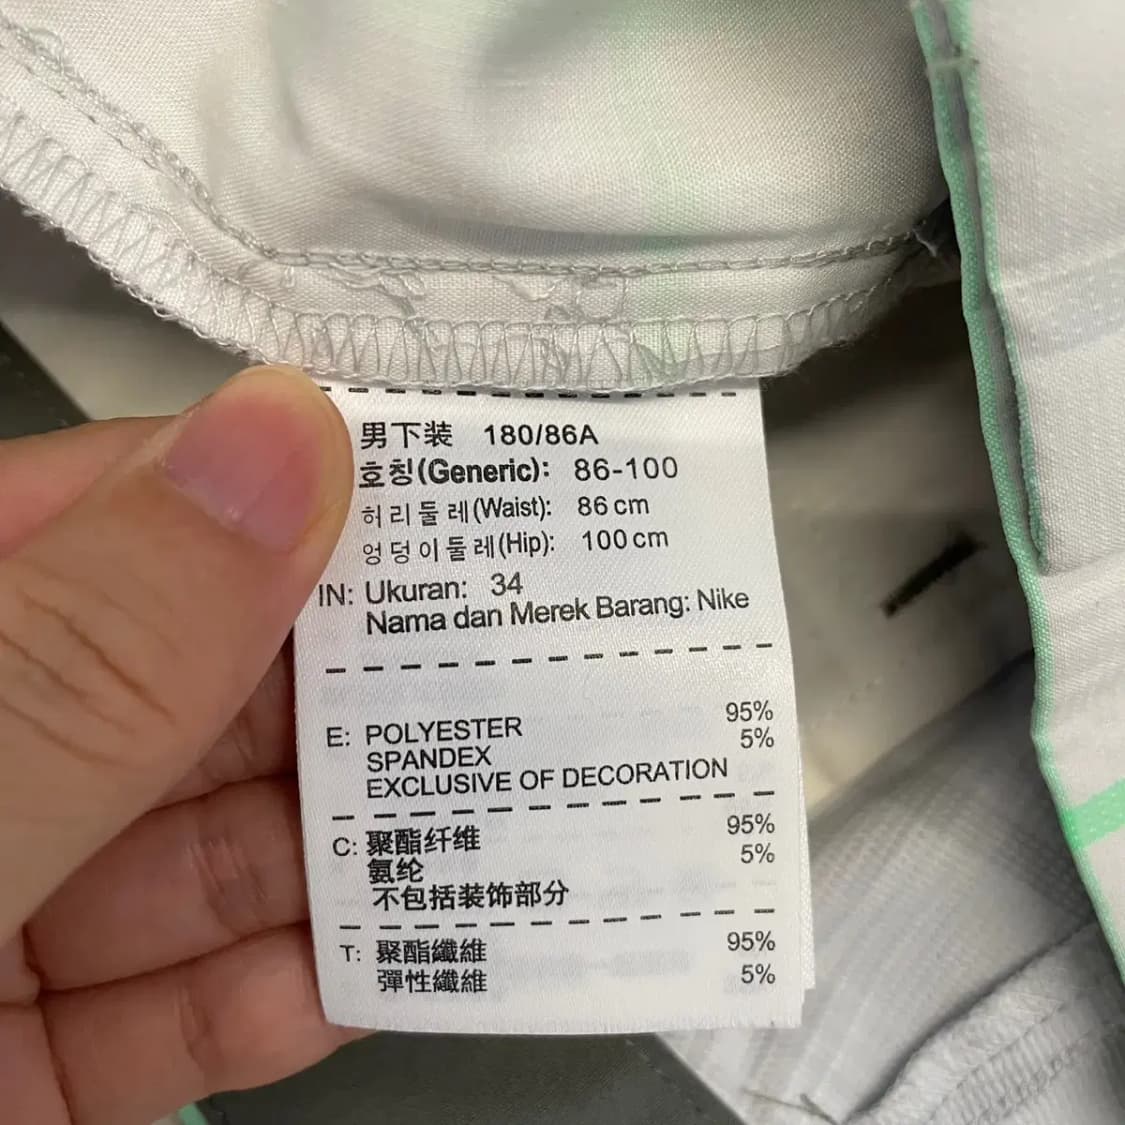 男下装 180/86A
호칭(Generic): 86-100
허리둘레(Waist): 86 cm
엉덩이둘레(Hip): 100 cm
IN: Ukuran: 34
Nama dan Merek Barang: Nike
E: POLYESTER 95%
SPANDEX 5%
EXCLUSIVE OF DECORATION
C: 聚酯纤维 95%
氨纶 5%
不包括装饰部分
T: 聚酯纖維 95%
彈性纖維 5%